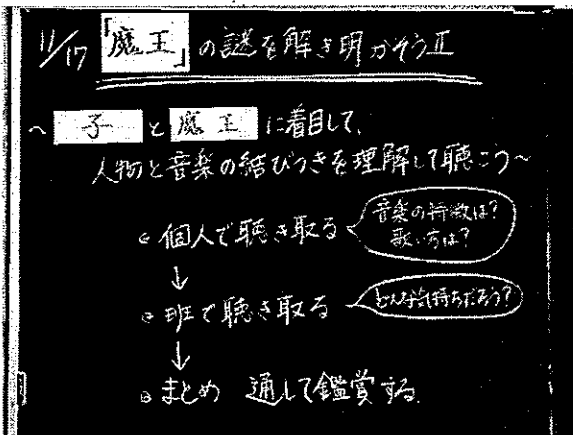 11/17 「魔王」の謎を解き明かそうⅡ
～ 子 と 魔王 に着目して、
人物と音楽の結びつきを理解して聴こう～
◦個人で聴き取る
音楽の特徴は?
歌い方は?
↓
◦班で聴き取る
どんな気持ちだろう?
↓
◦まとめ 通して鑑賞する